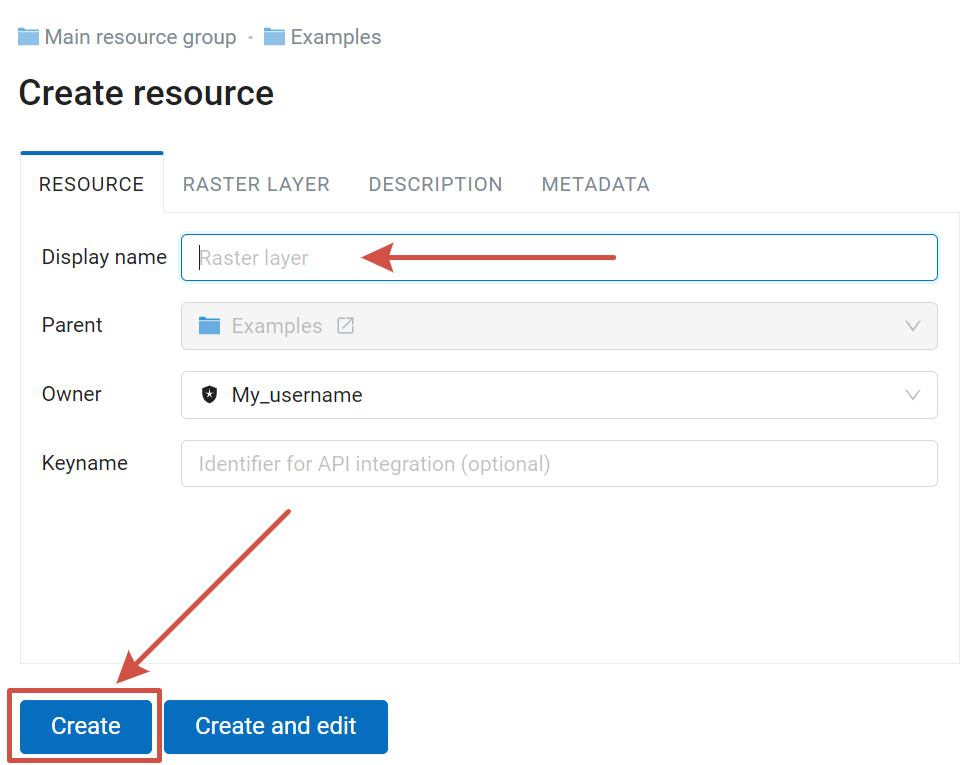 Main resource group · Examples
Create resource
RESOURCE RASTER LAYER DESCRIPTION METADATA
Display name Raster layer
Parent Examples
Owner My_username
Keyname Identifier for API integration (optional)
Create Create and edit